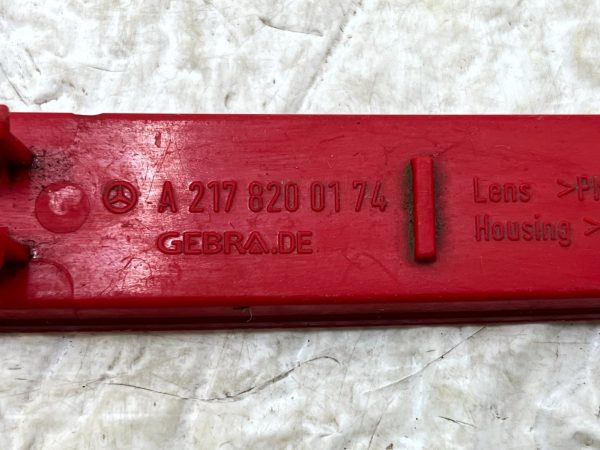 A 217 820 01 74
GEBRA.DE
Lens >P
Housing >